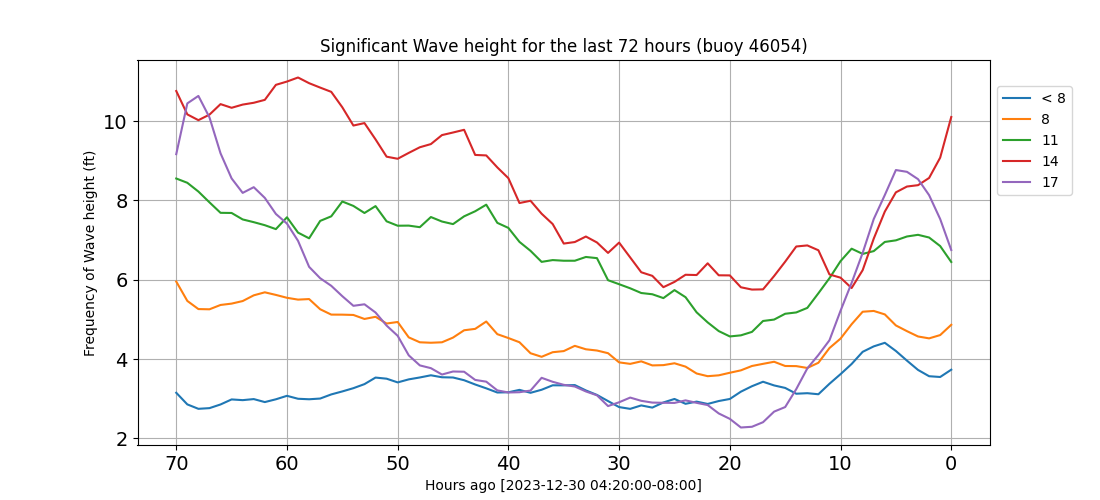 Significant Wave height for the last 72 hours (buoy 46054)
Frequency of Wave height (ft)
10
8
6
4
2
70 60 50 40 30 20 10 0
Hours ago [2023-12-30 04:20:00-08:00]
< 8
8
11
14
17